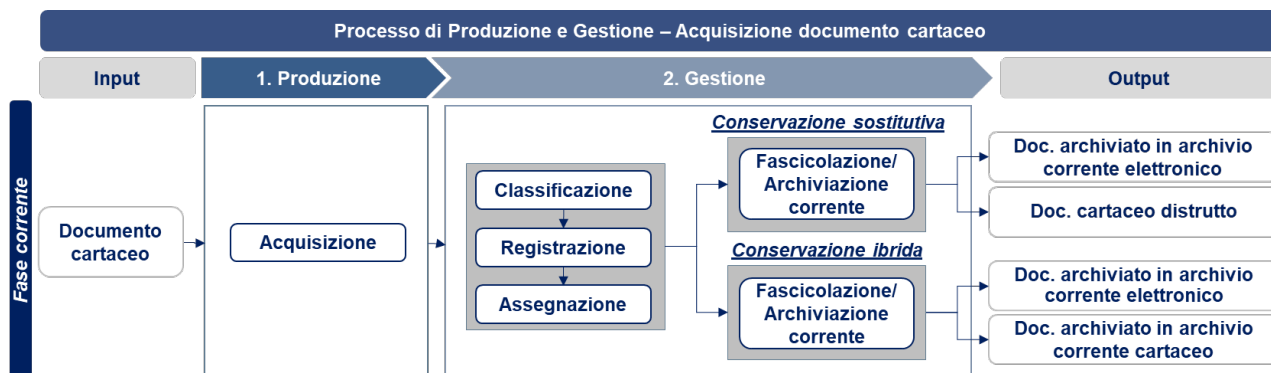 Processo di Produzione e Gestione – Acquisizione documento cartaceo
Input
1. Produzione
2. Gestione
Output
Fase corrente
Documento
cartaceo
Acquisizione
Classificazione
Registrazione
Assegnazione
Conservazione sostitutiva
Fascicolazione/
Archiviazione
corrente
Conservazione ibrida
Fascicolazione/
Archiviazione
corrente
Doc. archiviato in archivio
corrente elettronico
Doc. cartaceo distrutto
Doc. archiviato in archivio
corrente elettronico
Doc. archiviato in archivio
corrente cartaceo